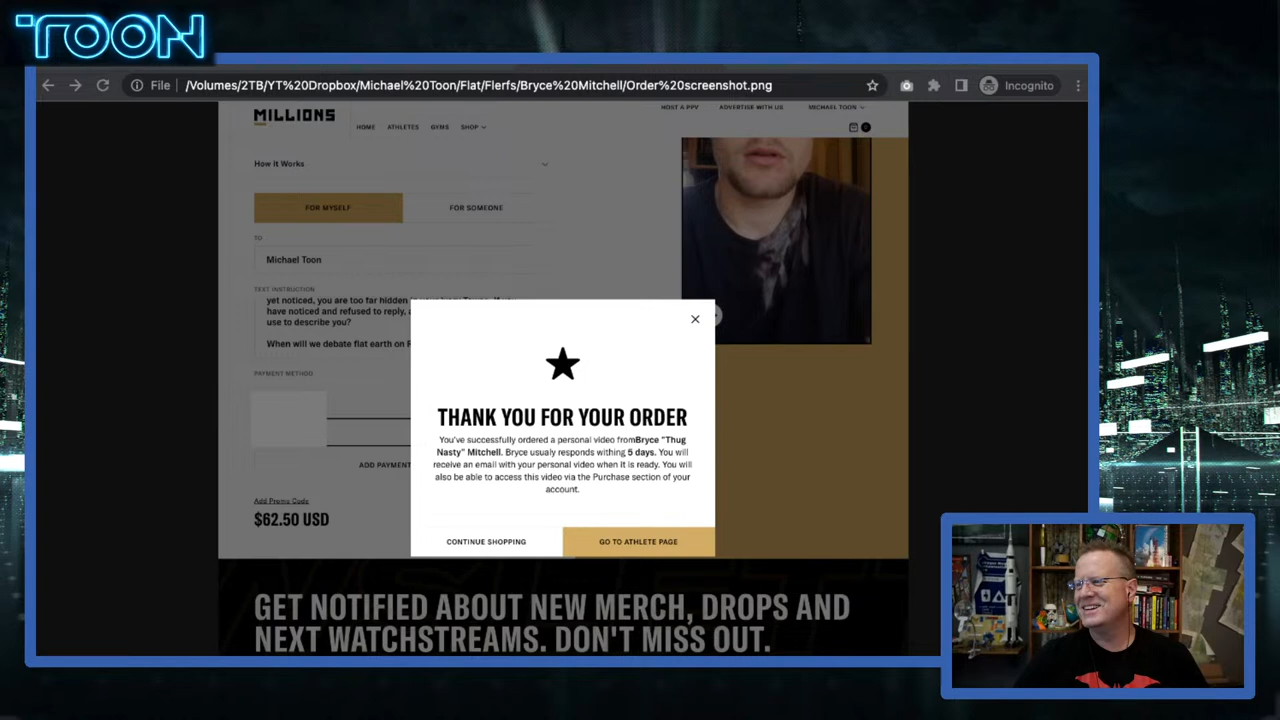 TOON
File
/Volumes/2TB/YT%20Dropbox/Michael%20Toon/Flat/Flerfs/Bryce%20Mitchell/Order%20screenshot.png
Incognito
MILLIONS
HOST A PPV
ADVERTISE WITH US
MICHAEL TOON
HOME
ATHLETES
GYMS
SHOP
How it Works
FOR MYSELF
FOR SOMEONE
TO
Michael Toon
TEXT INSTRUCTION
yet noticed, you are too far hidden
have noticed and refused to reply,
use to describe you?
When will we debate flat earth on
PAYMENT METHOD
ADD PAYMENT
Add Promo Code
$62.50 USD
THANK YOU FOR YOUR ORDER
You've successfully ordered a personal video fromBryce "Thug
Nasty" Mitchell. Bryce usualy responds withing 5 days. You will
receive an email with your personal video when it is ready. You will
also be able to access this video via the Purchase section of your
account.
CONTINUE SHOPPING
GO TO ATHLETE PAGE
GET NOTIFIED ABOUT NEW MERCH, DROPS AND
NEXT WATCHSTREAMS. DON'T MISS OUT.